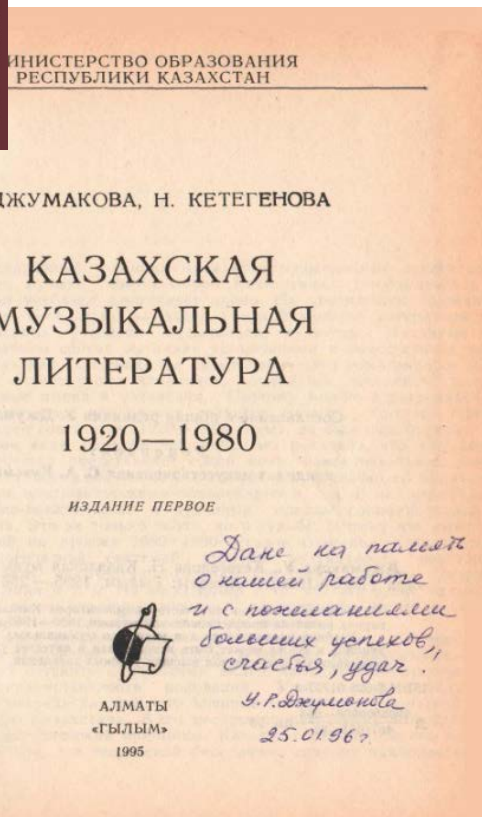 ИНИСТЕРСТВО ОБРАЗОВАНИЯ
РЕСПУБЛИКИ КАЗАХСТАН
ДЖУМАКОВА, Н. КЕТЕГЕНОВА
КАЗАХСКАЯ
МУЗЫКАЛЬНАЯ
ЛИТЕРАТУРА
1920—1980
ИЗДАНИЕ ПЕРВОЕ
Дане на память
о нашей работе
и с пожеланиями
больших успехов,
счастья, удач.
У.Р. Джумакова
25.01.96 г.
АЛМАТЫ
«ГЫЛЫМ»
1995